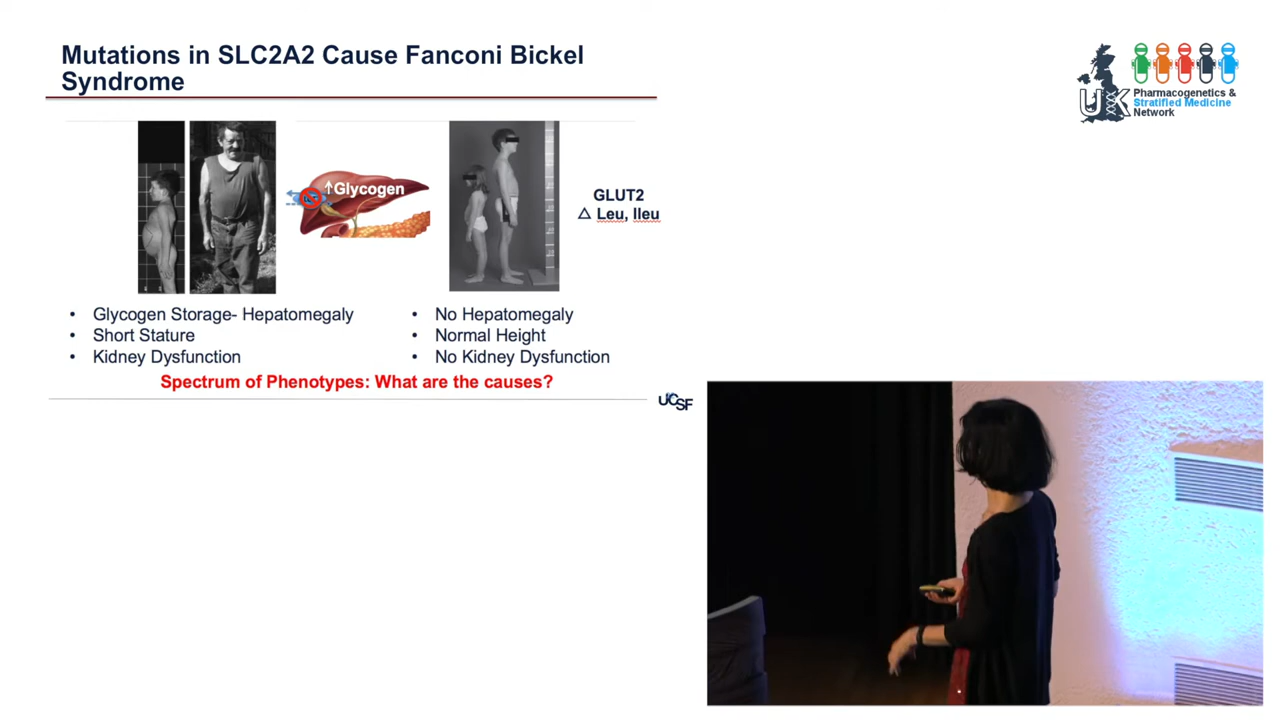 Mutations in SLC2A2 Cause Fanconi Bickel
Syndrome
UK
Pharmacogenetics &
Stratified Medicine
Network
↑Glycogen
GLUT2
△ Leu, Ileu
• Glycogen Storage- Hepatomegaly
• Short Stature
• Kidney Dysfunction
• No Hepatomegaly
• Normal Height
• No Kidney Dysfunction
Spectrum of Phenotypes: What are the causes?
UCSF